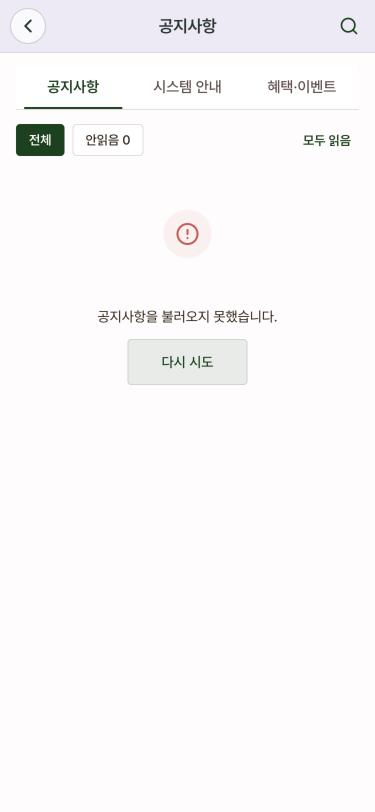 공지사항
공지사항 시스템 안내 혜택·이벤트
전체 안읽음 0 모두 읽음
공지사항을 불러오지 못했습니다.
다시 시도